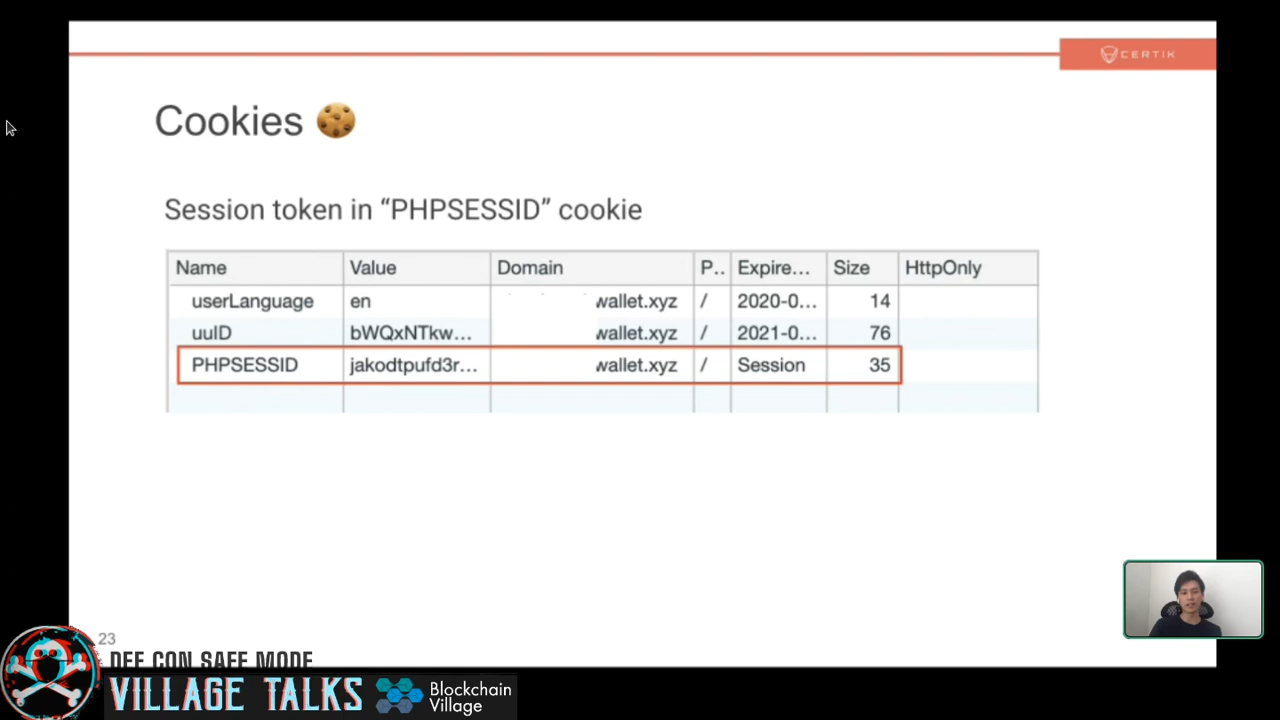 CERTIK
Cookies
Session token in “PHPSESSID” cookie
Name Value Domain P.. Expire... Size HttpOnly
userLanguage en wallet.xyz / 2020-0... 14
uuID bWQxNTkw... wallet.xyz / 2021-0... 76
PHPSESSID jakodtpufd3r... wallet.xyz / Session 35
23
DEF CON SAFE MODE
VILLAGE TALKS
Blockchain
Village